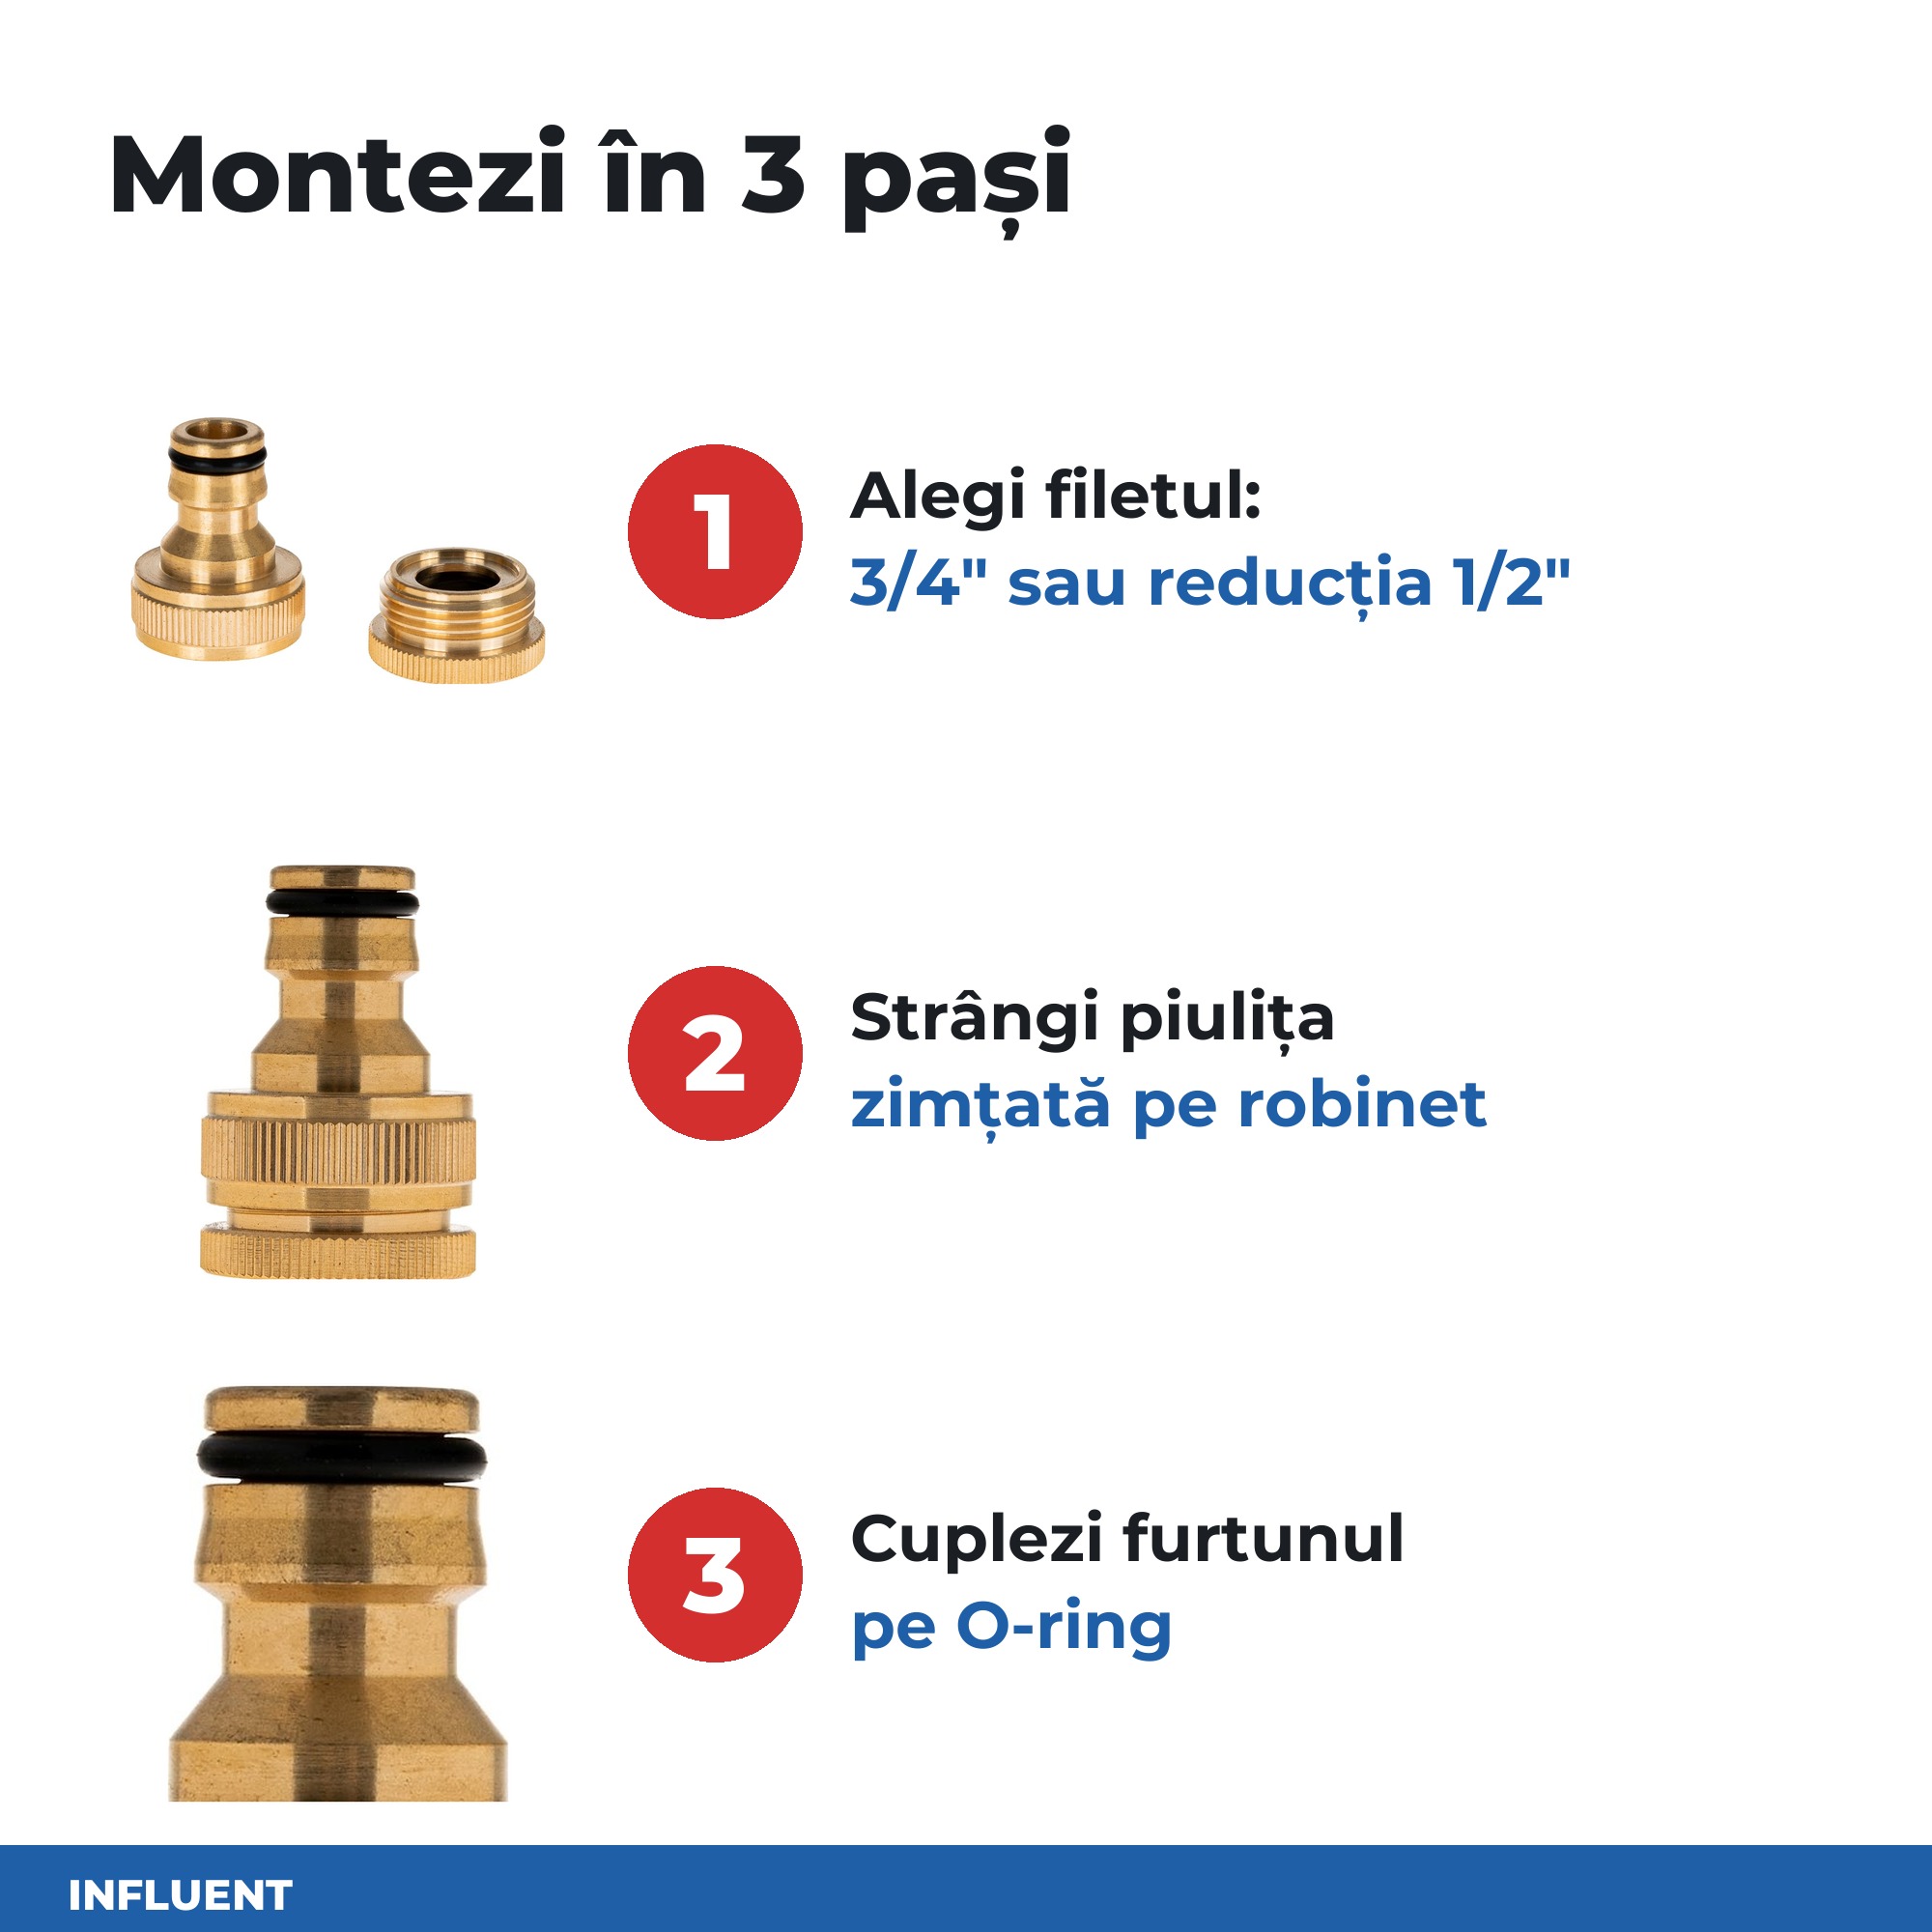 Montezi în 3 pași
1
Alegi filetul:
3/4" sau reducția 1/2"
2
Strângi piulița
zimțată pe robinet
3
Cuplezi furtunul
pe O-ring
INFLUENT